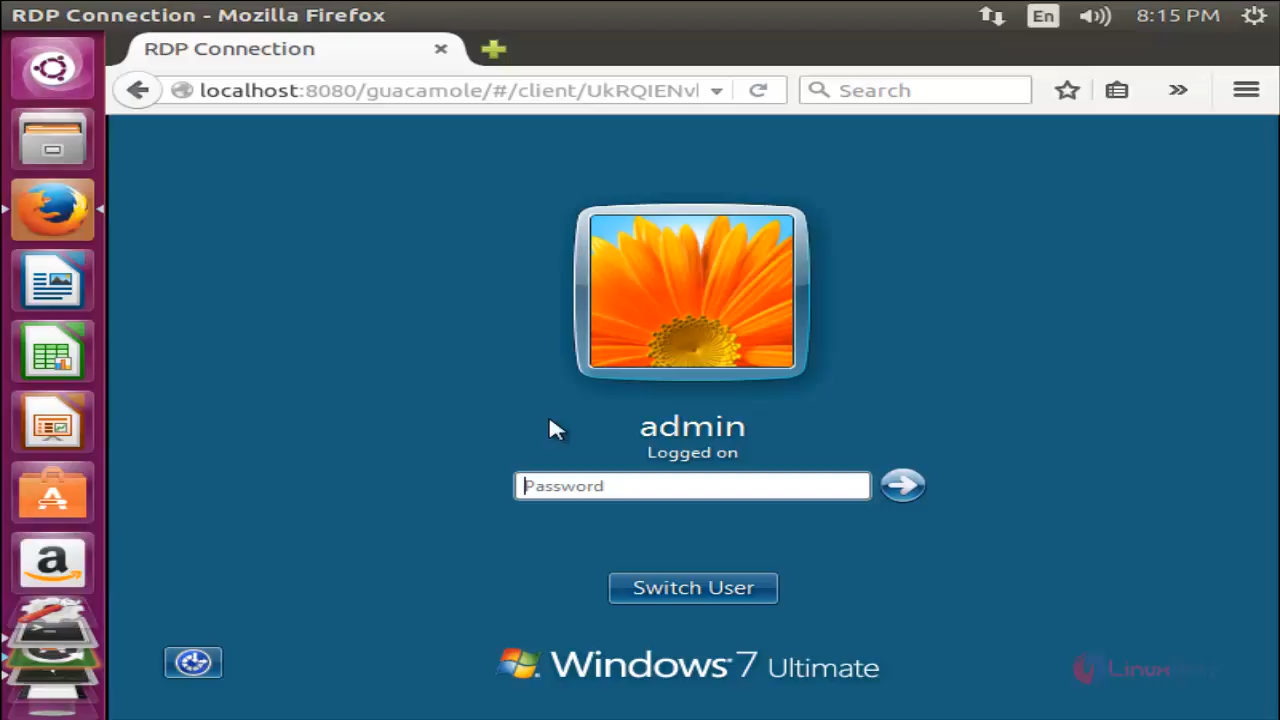 RDP Connection - Mozilla Firefox
En
8:15 PM
RDP Connection
localhost:8080/guacamole/#/client/UkRQIENvl
Search
admin
Logged on
Password
Switch User
Windows 7 Ultimate
Linux